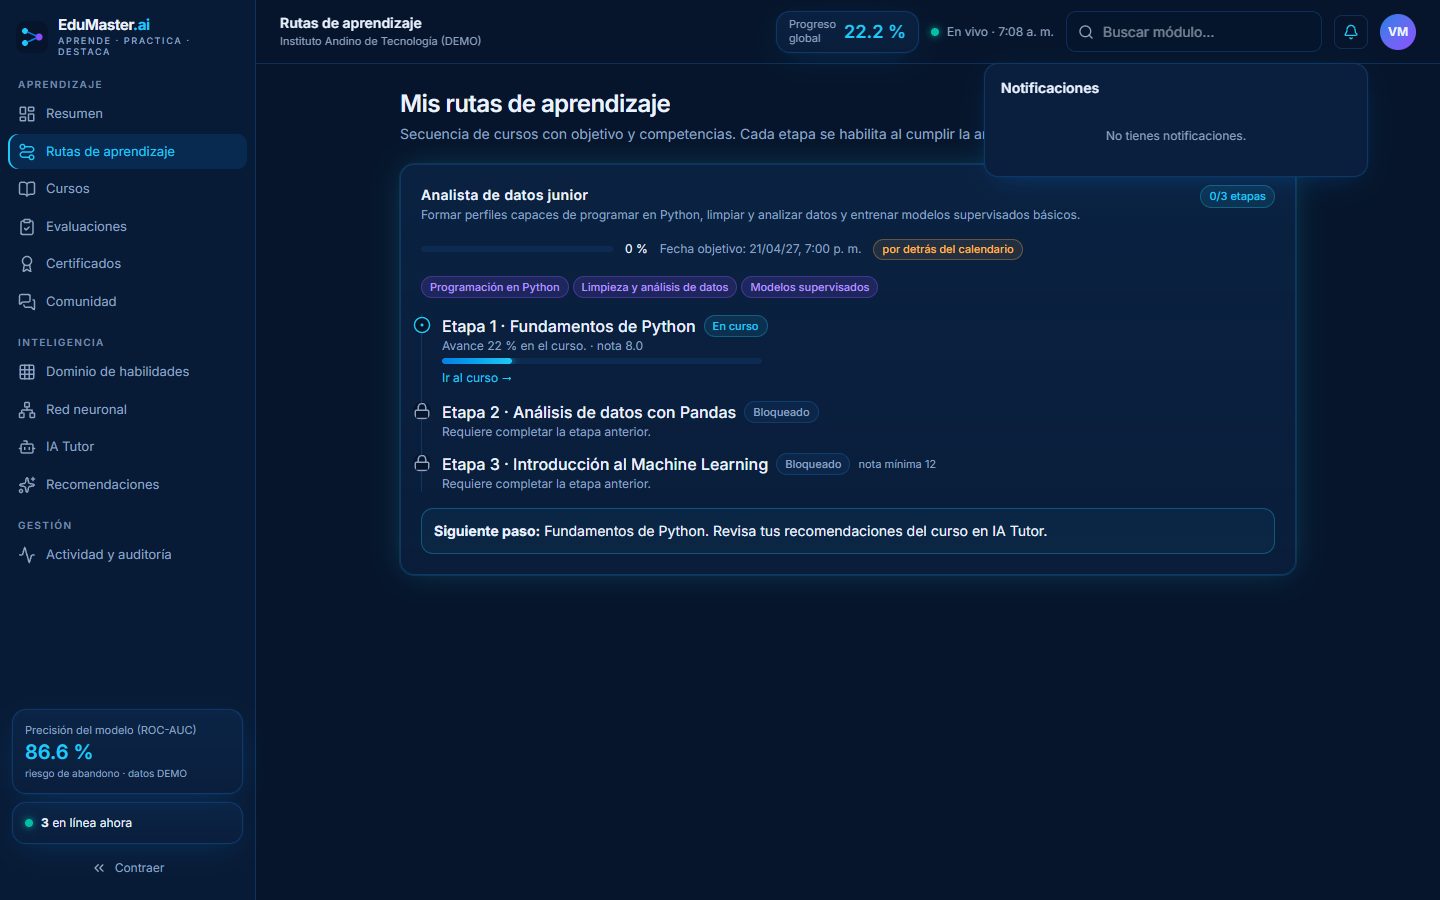 EduMaster.ai
APRENDE · PRACTICA ·
DESTACA
APRENDIZAJE
Resumen
Rutas de aprendizaje
Cursos
Evaluaciones
Certificados
Comunidad
INTELIGENCIA
Dominio de habilidades
Red neuronal
IA Tutor
Recomendaciones
GESTIÓN
Actividad y auditoría
Precisión del modelo (ROC-AUC)
86.6 %
riesgo de abandono · datos DEMO
3 en línea ahora
Contraer
Rutas de aprendizaje
Instituto Andino de Tecnología (DEMO)
Progreso
global
22.2 %
En vivo · 7:08 a. m.
Buscar módulo...
VM
Notificaciones
No tienes notificaciones.
Mis rutas de aprendizaje
Secuencia de cursos con objetivo y competencias. Cada etapa se habilita al cumplir la
Analista de datos junior
0/3 etapas
Formar perfiles capaces de programar en Python, limpiar y analizar datos y entrenar modelos supervisados básicos.
0 % Fecha objetivo: 21/04/27, 7:00 p. m. por detrás del calendario
Programación en Python Limpieza y análisis de datos Modelos supervisados
Etapa 1 · Fundamentos de Python En curso
Avance 22 % en el curso. · nota 8.0
Ir al curso →
Etapa 2 · Análisis de datos con Pandas Bloqueado
Requiere completar la etapa anterior.
Etapa 3 · Introducción al Machine Learning Bloqueado nota mínima 12
Requiere completar la etapa anterior.
Siguiente paso: Fundamentos de Python. Revisa tus recomendaciones del curso en IA Tutor.